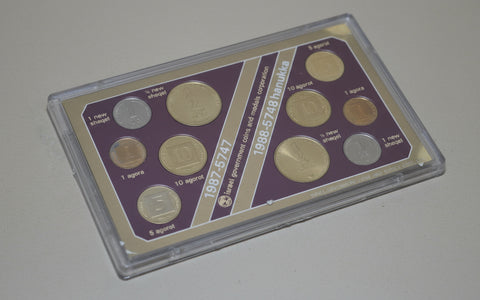 ½ new
sheqel
1 new
sheqel
1 agora
10 agorot
5 agorot
1987-5747
israel government coins and medals corporation
1988-5748 hanukka
5 agorot
10 agorot
1 agora
½ new
sheqel
1 new
sheqel